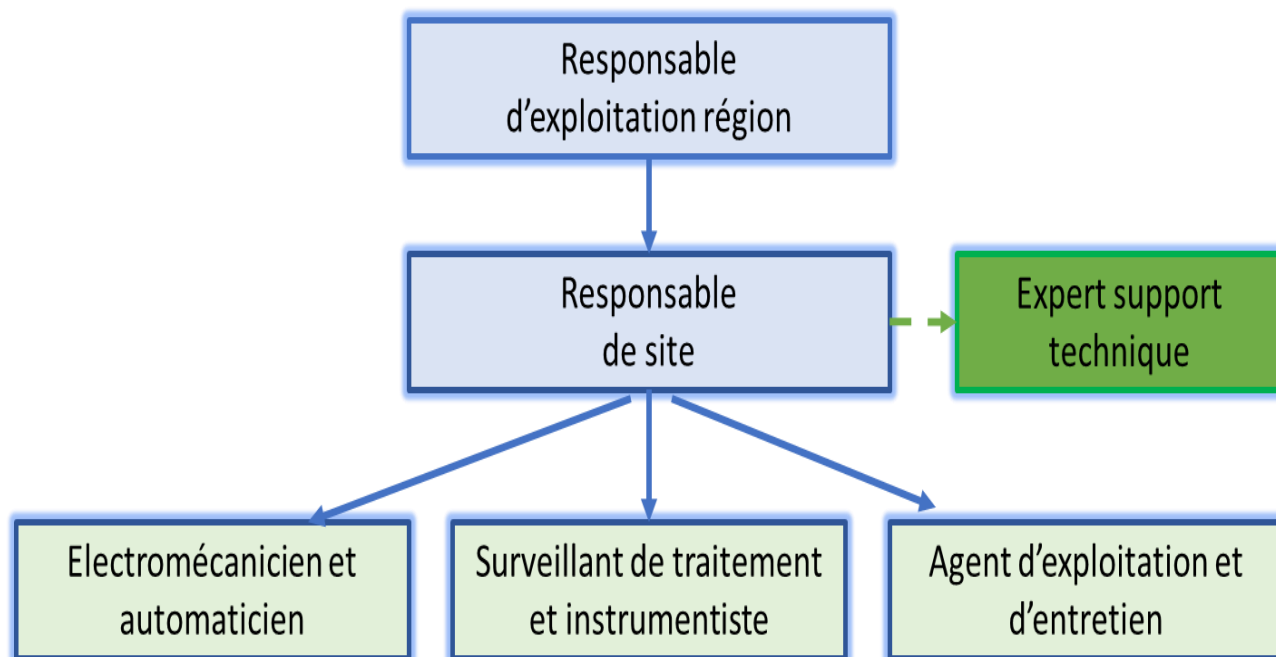 Responsable
d’exploitation région
Responsable
de site
Expert support
technique
Electromécanicien et
automaticien
Surveillant de traitement
et instrumentiste
Agent d’exploitation et
d’entretien